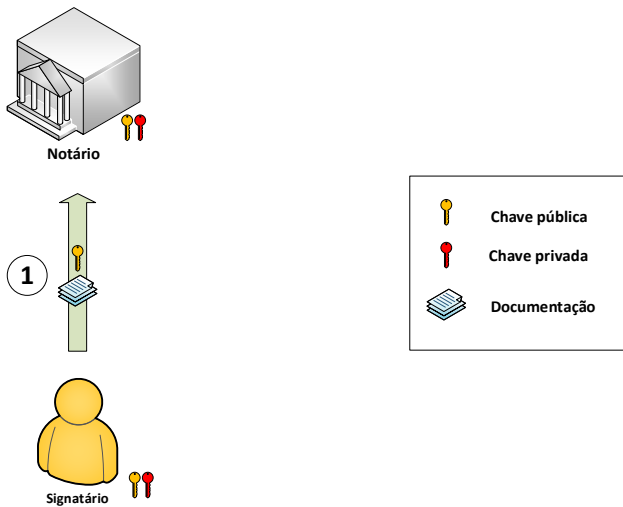 Notário
1
Signatário
Chave pública
Chave privada
Documentação